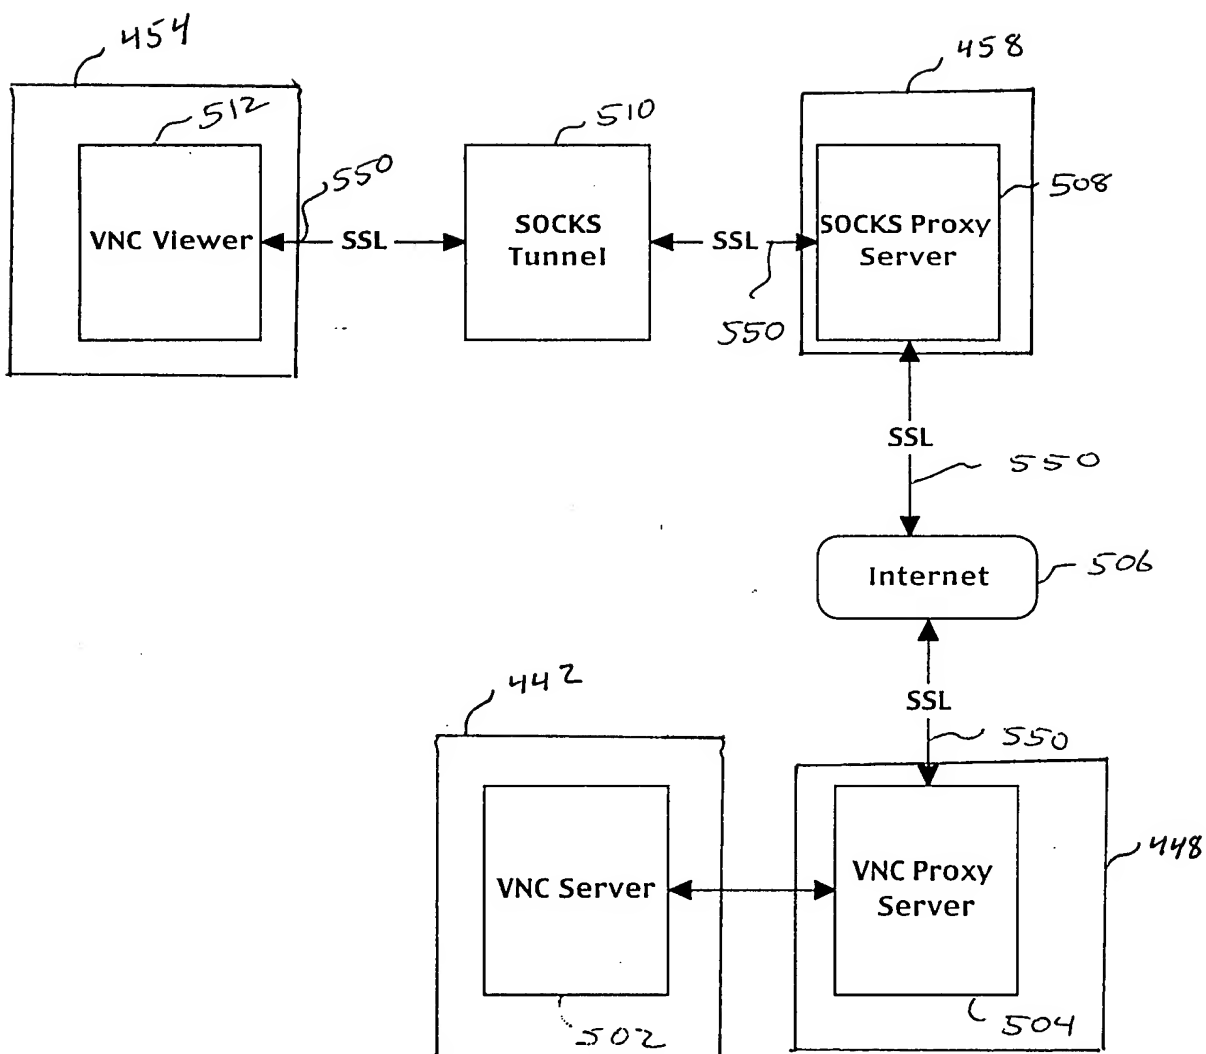 454
458
512
510
550
508
VNC Viewer
SSL
SOCKS
Tunnel
SSL
SOCKS Proxy
Server
550
SSL
550
Internet
506
442
SSL
550
448
VNC Server
VNC Proxy
Server
502
504